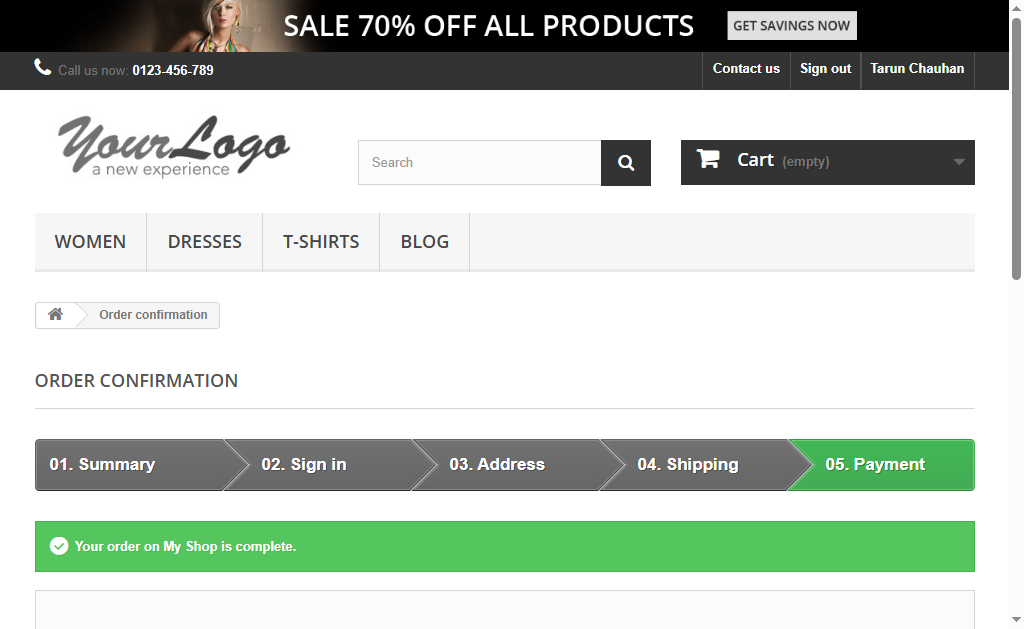 SALE 70% OFF ALL PRODUCTS GET SAVINGS NOW
Call us now: 0123-456-789 Contact us Sign out Tarun Chauhan
YourLogo
a new experience
Search
Cart (empty)
WOMEN DRESSES T-SHIRTS BLOG
Order confirmation
ORDER CONFIRMATION
01. Summary 02. Sign in 03. Address 04. Shipping 05. Payment
Your order on My Shop is complete.